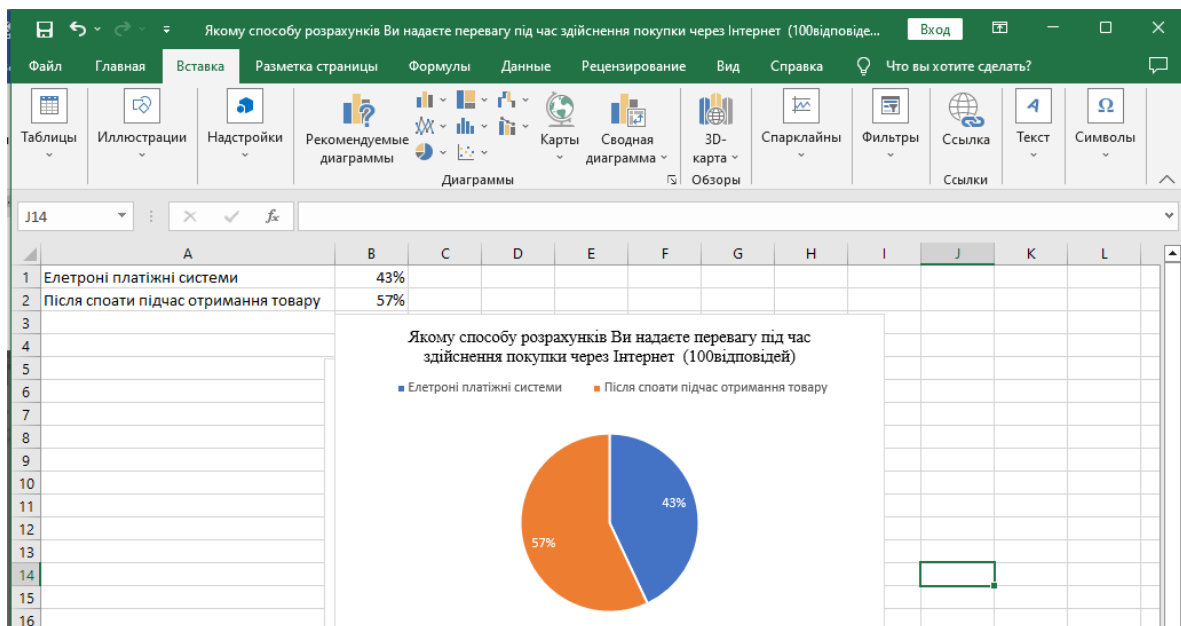 Якому способу розрахунків Ви надаєте перевагу під час здійснення покупки через Інтернет (100відповіде... Вход
Файл Главная Вставка Разметка страницы Формулы Данные Рецензирование Вид Справка Что вы хотите сделать?
Таблицы Иллюстрации Надстройки Рекомендуемые диаграммы Карты Сводная диаграмма 3D-карта Спарклайны Фильтры Ссылка Текст Символы
Диаграммы Обзоры Ссылки
J14 fx
A B C D E F G H I J K L
1 Елетроні платіжні системи 43%
2 Після споати підчас отримання товару 57%
3
4
5
6
7
8
9
10
11
12
13
14
15
16
Якому способу розрахунків Ви надаєте перевагу під час
здійснення покупки через Інтернет (100відповідей)
Елетроні платіжні системи Після споати підчас отримання товару
43%
57%